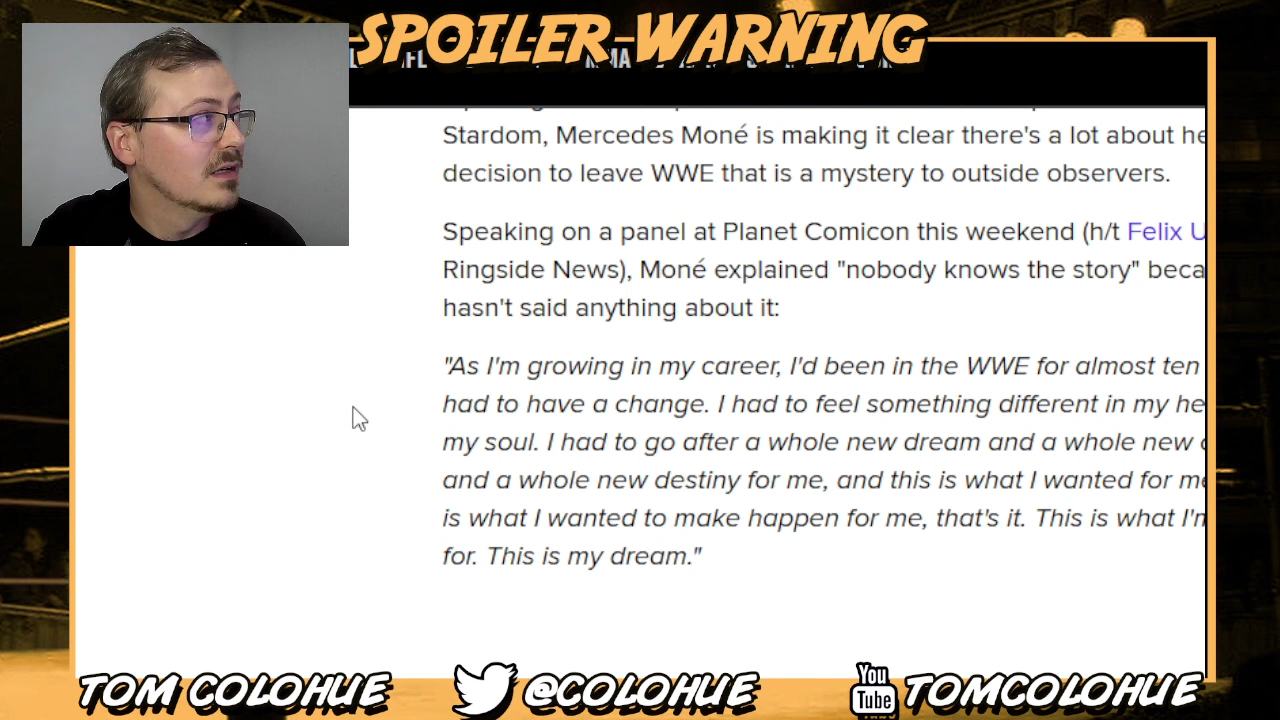 SPOILER-WARNING
Stardom, Mercedes Moné is making it clear there's a lot about he
decision to leave WWE that is a mystery to outside observers.
Speaking on a panel at Planet Comicon this weekend (h/t Felix U
Ringside News), Moné explained "nobody knows the story" beca
hasn't said anything about it:
"As I'm growing in my career, I'd been in the WWE for almost ten
had to have a change. I had to feel something different in my he
my soul. I had to go after a whole new dream and a whole new
and a whole new destiny for me, and this is what I wanted for me
is what I wanted to make happen for me, that's it. This is what I'm
for. This is my dream."
TOM COLOHUE @COLOHUE You Tube TOMCOLOHUE